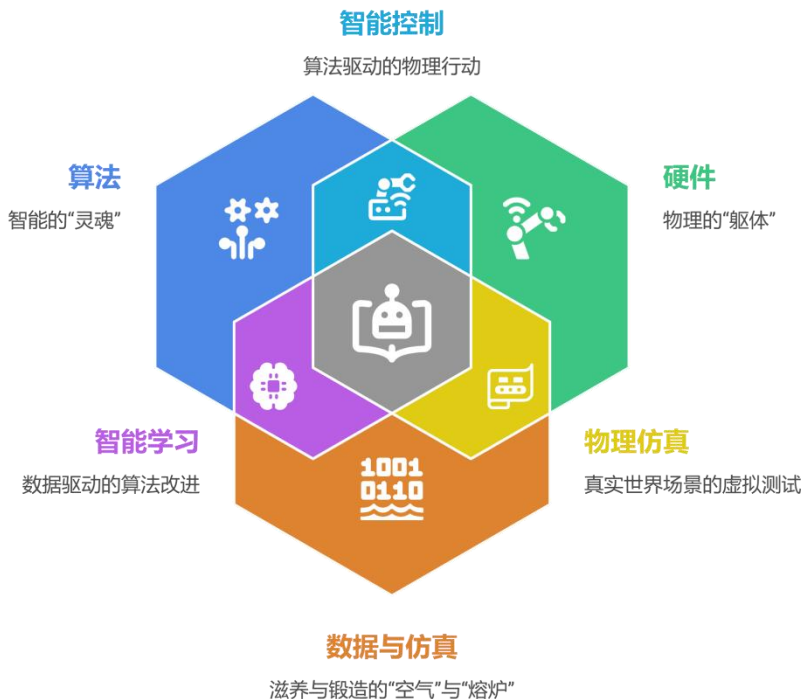 智能控制
算法驱动的物理行动
算法
智能的“灵魂”
硬件
物理的“躯体”
智能学习
数据驱动的算法改进
物理仿真
真实世界场景的虚拟测试
1001
0110
数据与仿真
滋养与锻造的“空气”与“熔炉”